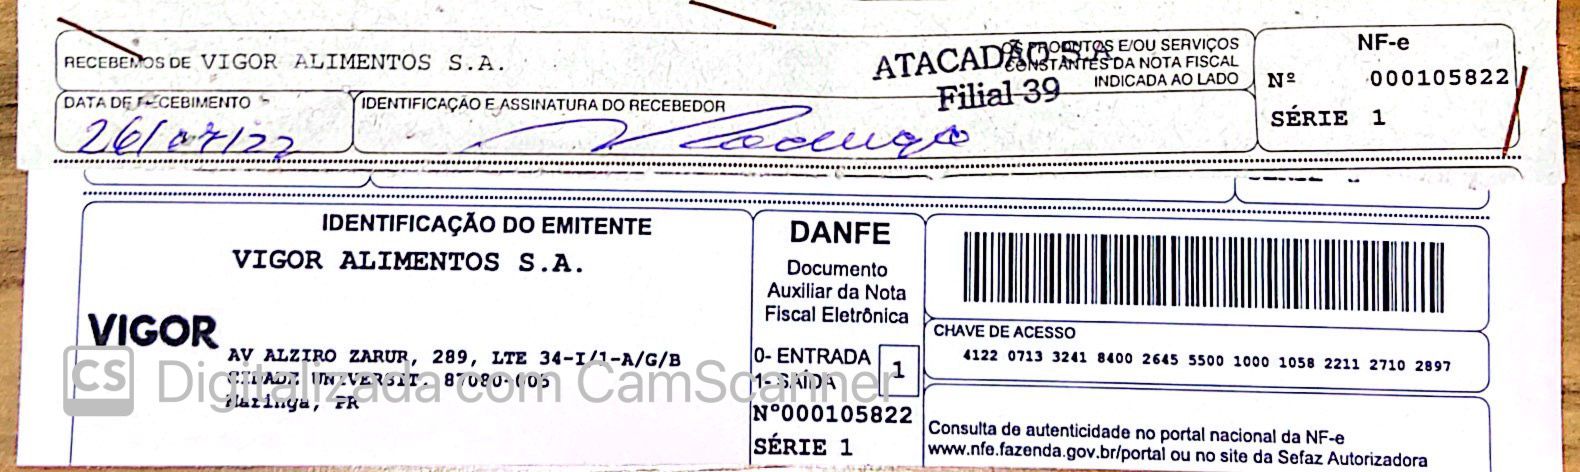 RECEBEMOS DE VIGOR ALIMENTOS S.A.
OS PRODUTOS E/OU SERVIÇOS
CONSTANTES DA NOTA FISCAL
INDICADA AO LADO
ATACADÃO S.A.
Filial 39
NF-e
Nº 000105822
SÉRIE 1
DATA DE RECEBIMENTO
26/07/22
IDENTIFICAÇÃO E ASSINATURA DO RECEBEDOR
IDENTIFICAÇÃO DO EMITENTE
VIGOR ALIMENTOS S.A.
VIGOR
AV ALZIRO ZARUR, 289, LTE 34-I/1-A/G/B
CIDADE UNIVERSIT. 87080-005
Maringa, PR
DANFE
Documento
Auxiliar da Nota
Fiscal Eletrônica
0- ENTRADA
1- SAÍDA
1
Nº000105822
SÉRIE 1
CHAVE DE ACESSO
4122 0713 3241 8400 2645 5500 1000 1058 2211 2710 2897
Consulta de autenticidade no portal nacional da NF-e
www.nfe.fazenda.gov.br/portal ou no site da Sefaz Autorizadora
CS Digitalizada com CamScanner